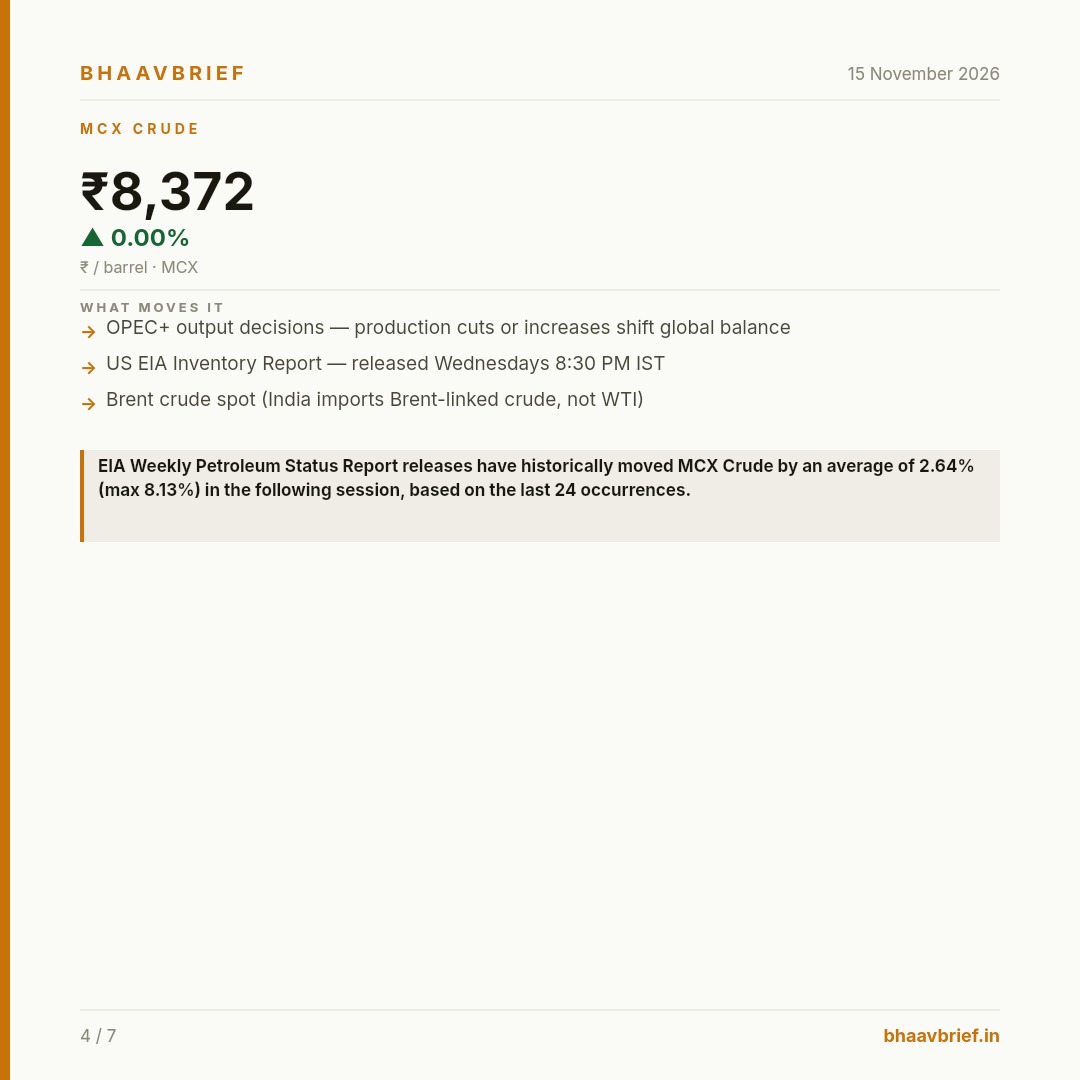 BHAAVBRIEF
15 November 2026
MCX CRUDE
₹8,372
▲ 0.00%
₹ / barrel · MCX
WHAT MOVES IT
→ OPEC+ output decisions — production cuts or increases shift global balance
→ US EIA Inventory Report — released Wednesdays 8:30 PM IST
→ Brent crude spot (India imports Brent-linked crude, not WTI)
EIA Weekly Petroleum Status Report releases have historically moved MCX Crude by an average of 2.64%
(max 8.13%) in the following session, based on the last 24 occurrences.
4 / 7
bhaavbrief.in